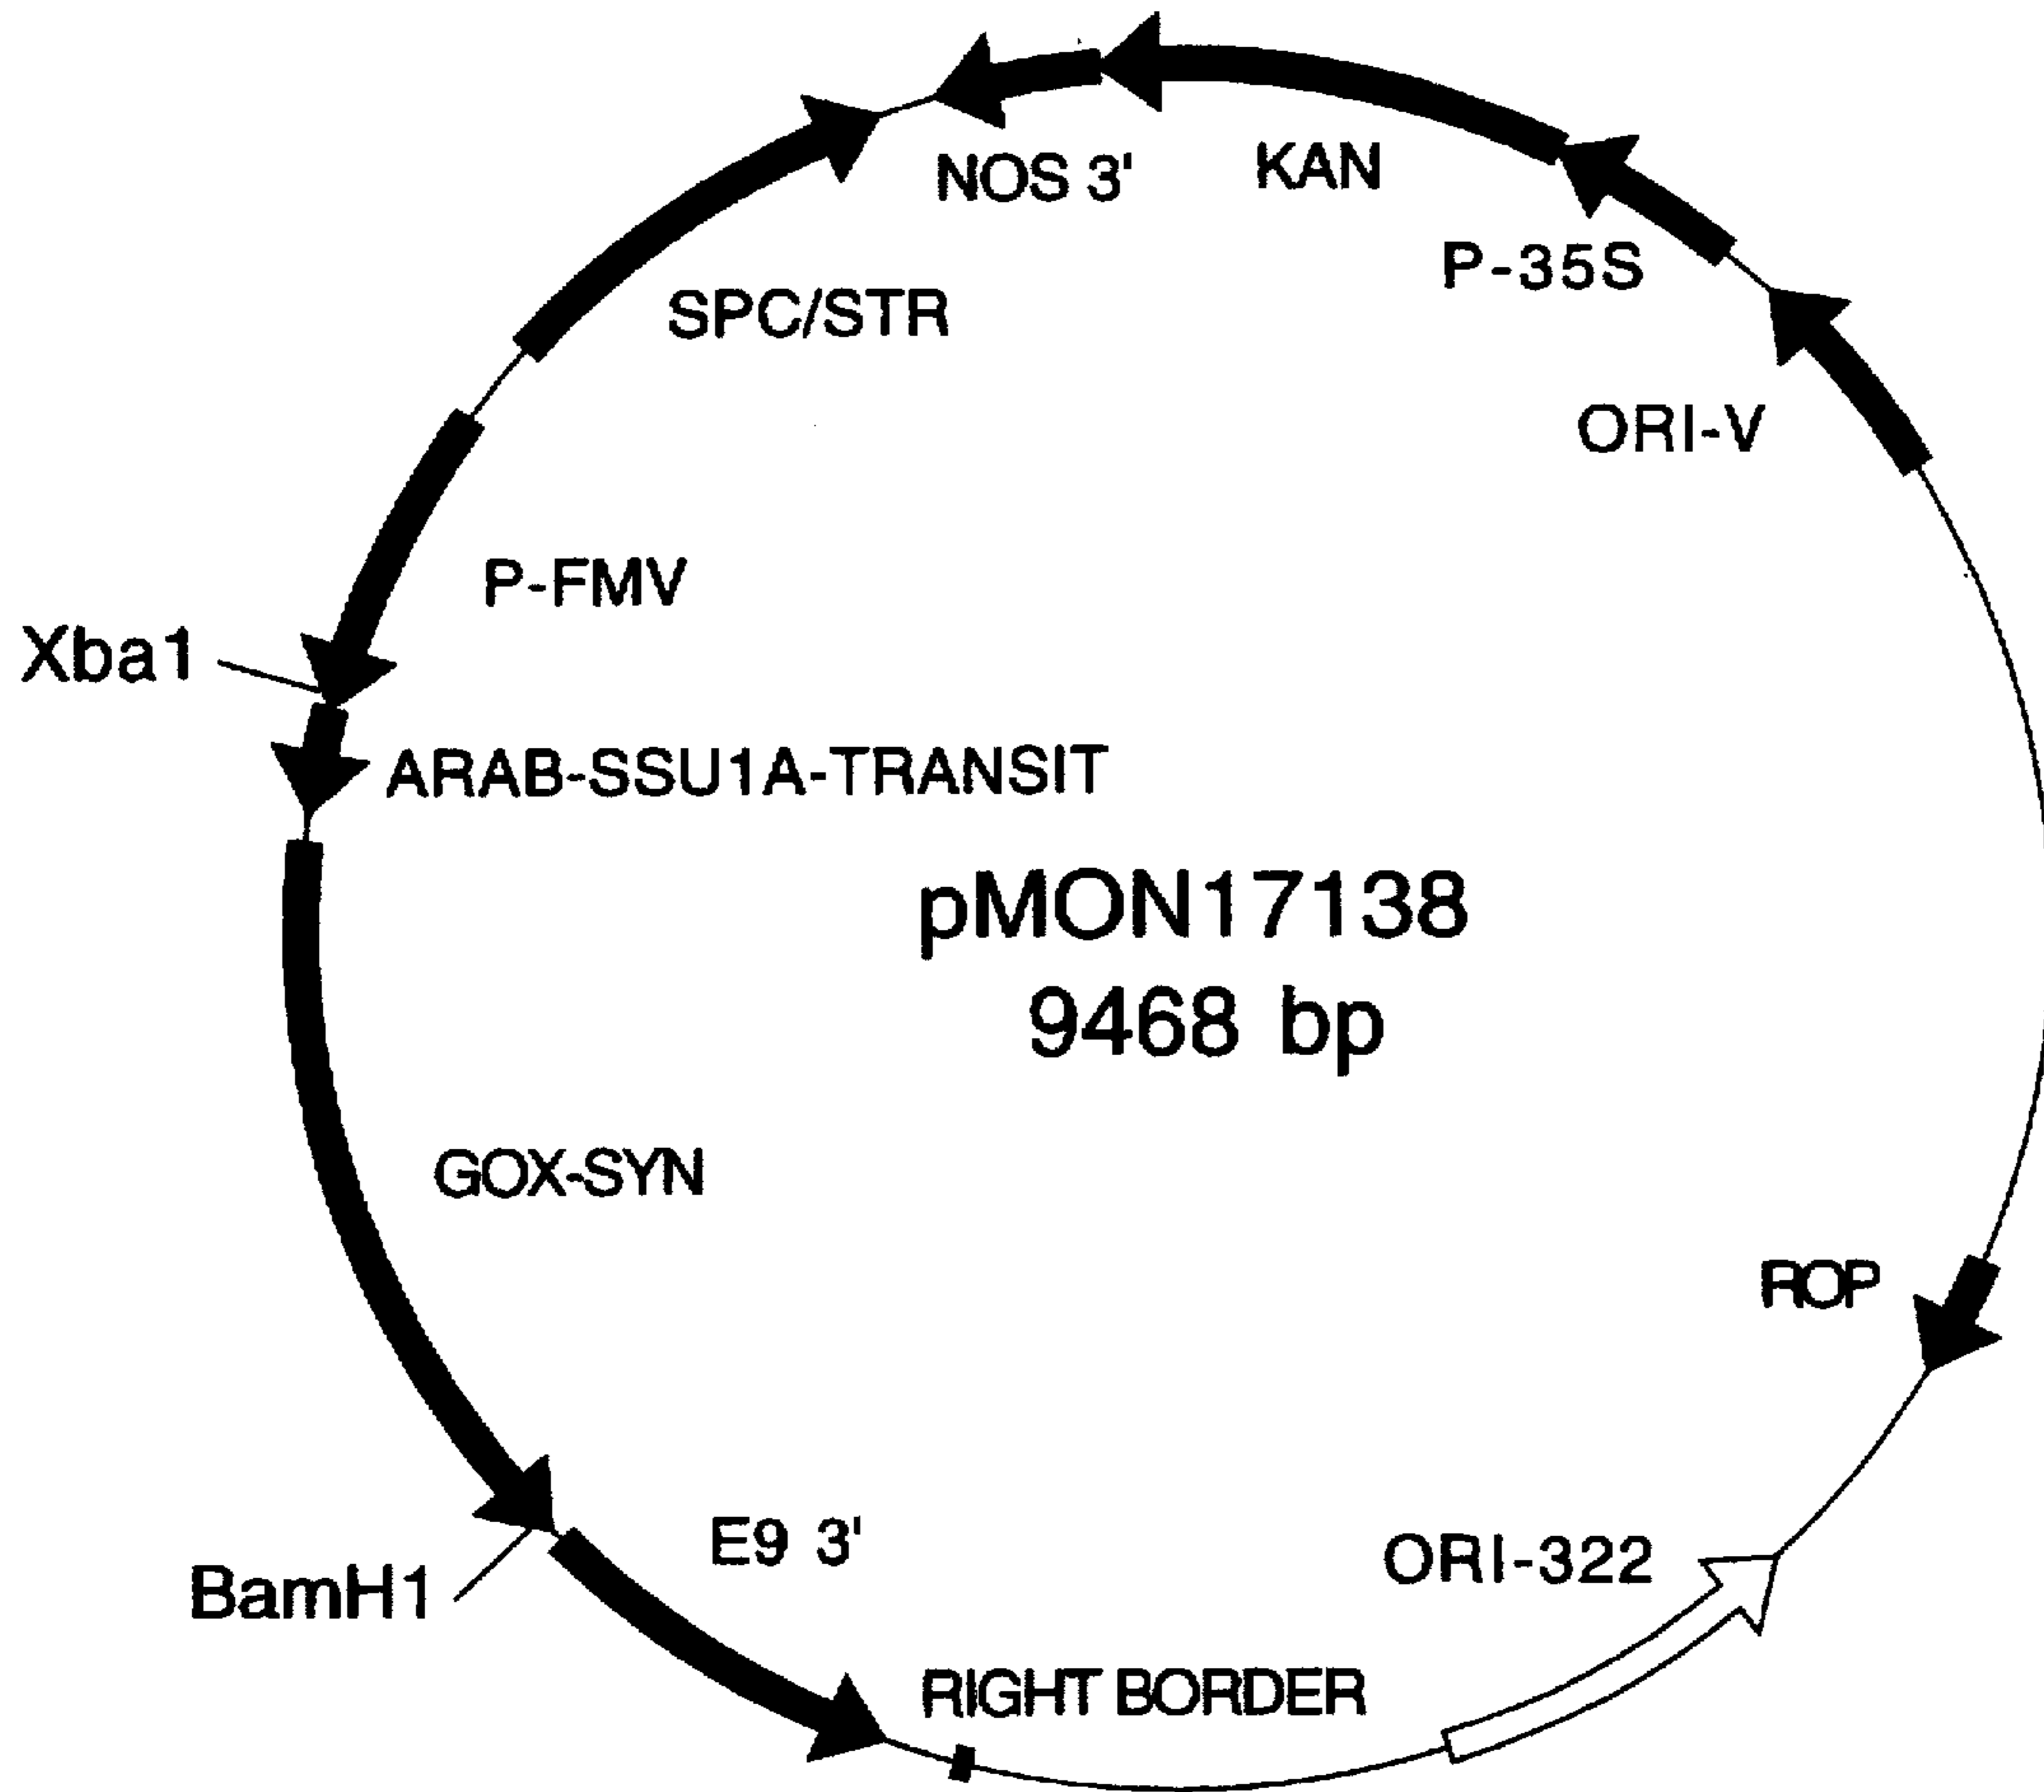 NOS 3'
KAN
P-35S
SPC/STR
ORI-V
P-FMV
Xba1
ARAB-SSU1A-TRANSIT
pMON17138
9468 bp
GOX-SYN
ROP
E9 3'
ORI-322
BamH1
RIGHT BORDER